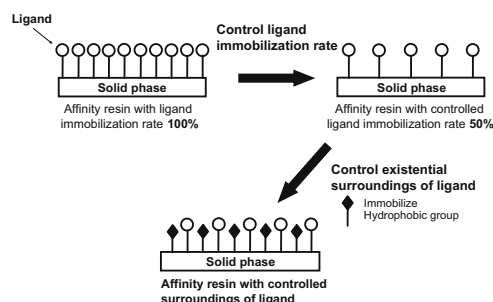 Ligand
Control ligand
immobilization rate
Solid phase
Affinity resin with ligand
immobilization rate 100%
Solid phase
Affinity resin with controlled
ligand immobilization rate 50%
Control existential
surroundings of ligand
Immobilize
Hydrophobic group
Solid phase
Affinity resin with controlled
surroundings of ligand